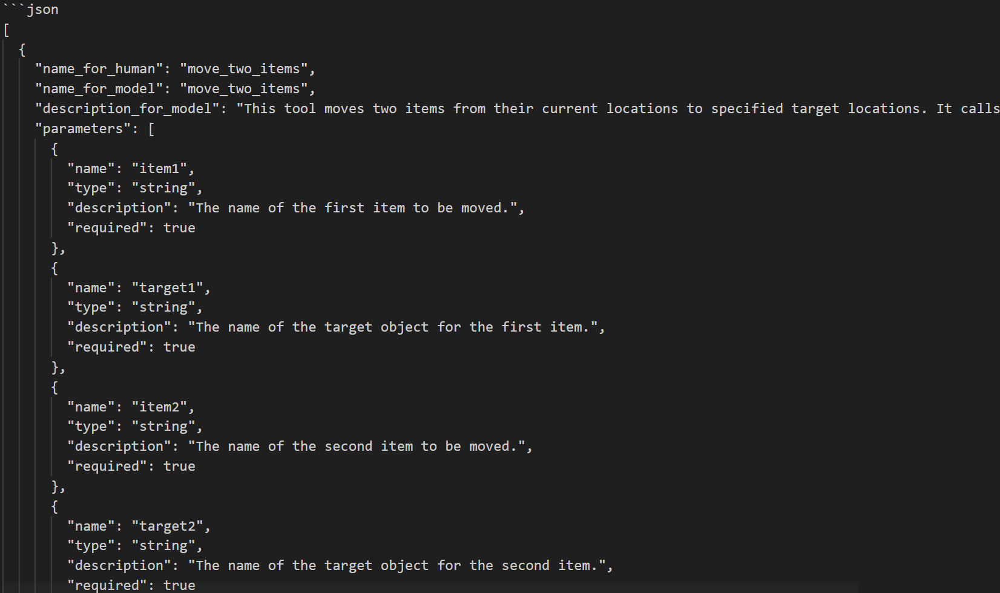 ```json
[
  {
    "name_for_human": "move_two_items",
    "name_for_model": "move_two_items",
    "description_for_model": "This tool moves two items from their current locations to specified target locations. It calls
    "parameters": [
      {
        "name": "item1",
        "type": "string",
        "description": "The name of the first item to be moved.",
        "required": true
      },
      {
        "name": "target1",
        "type": "string",
        "description": "The name of the target object for the first item.",
        "required": true
      },
      {
        "name": "item2",
        "type": "string",
        "description": "The name of the second item to be moved.",
        "required": true
      },
      {
        "name": "target2",
        "type": "string",
        "description": "The name of the target object for the second item.",
        "required": true